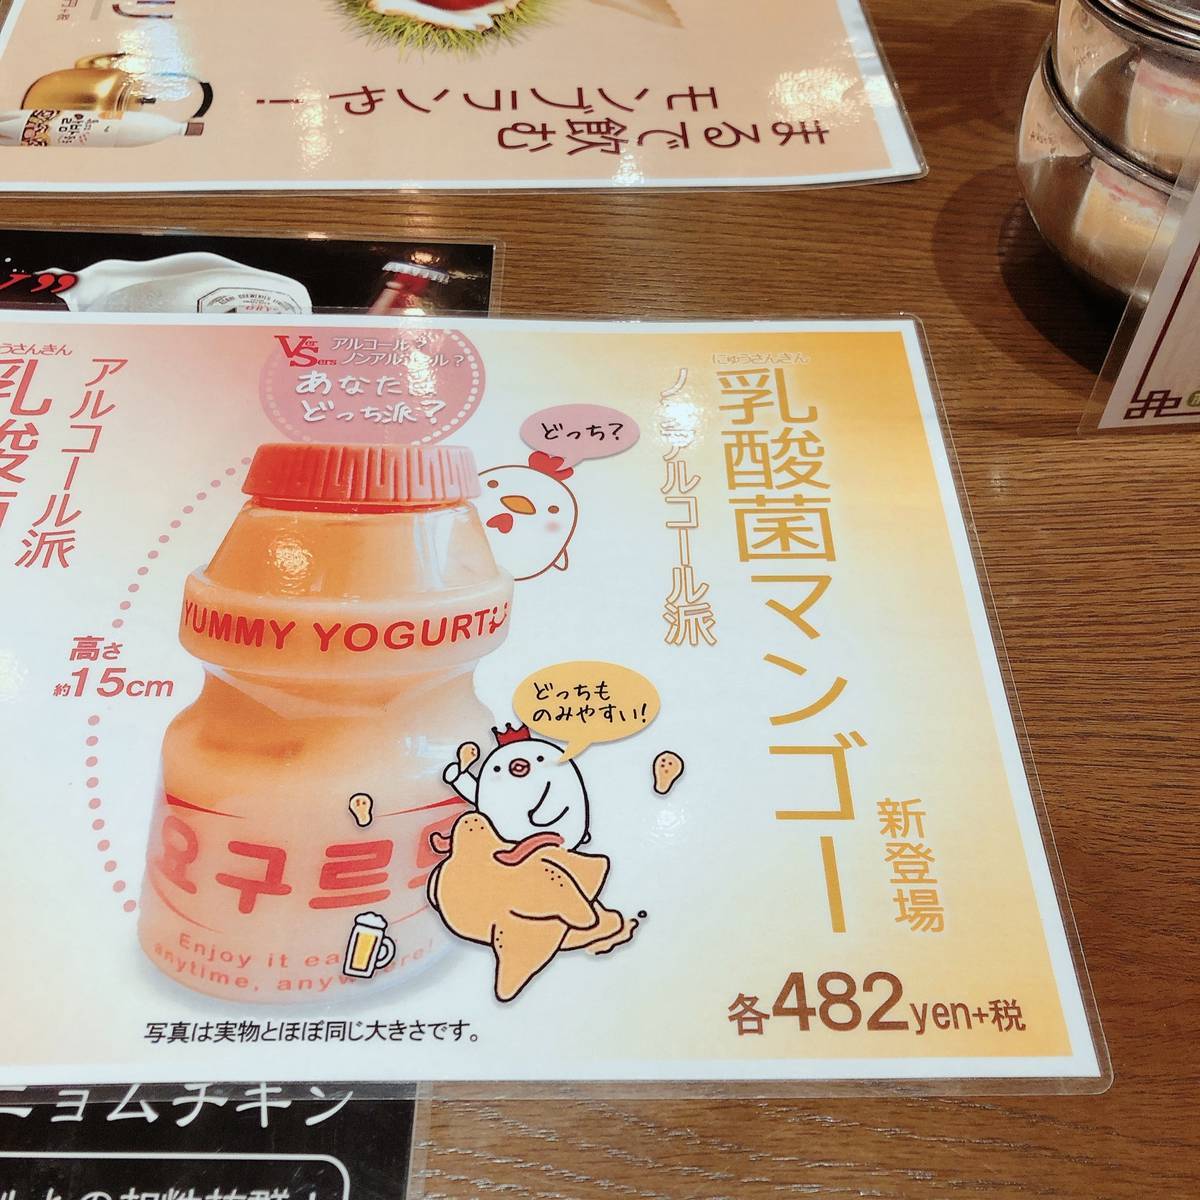 まるで飲む
モンブランや！
Ver
Sers
アルコール？
ノンアルコール？
あなたは
どっち派？
どっち？
アルコール派
にゅうさんきん
乳酸菌マンゴー
ノンアルコール派
新登場
YUMMY YOGURT
高さ
約15cm
どっちも
のみやすい！
요구르트
Enjoy it
anytime, anywhere!
写真は実物とほぼ同じ大きさです。
各482yen+税
ニョムチキン